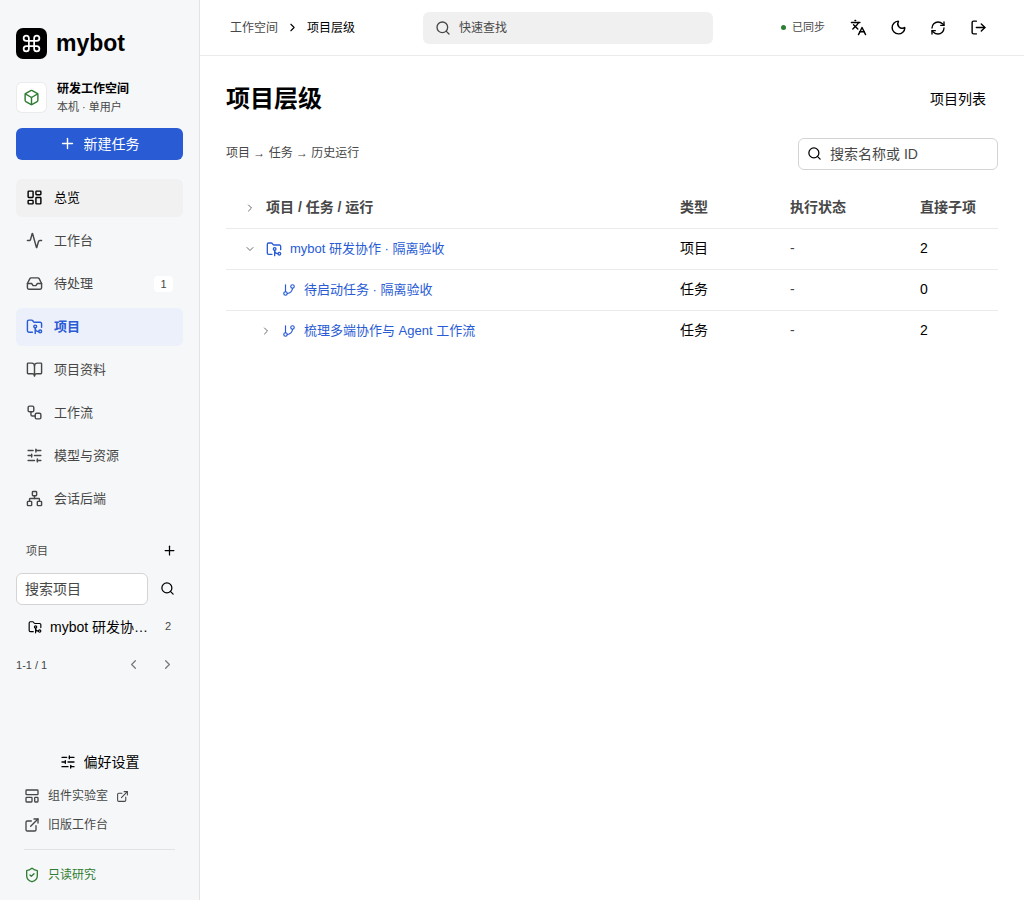 mybot
研发工作空间
本机 · 单用户
新建任务
总览
工作台
待处理 1
项目
项目资料
工作流
模型与资源
会话后端
项目
搜索项目
mybot 研发协… 2
1-1 / 1
偏好设置
组件实验室
旧版工作台
只读研究
工作空间 项目层级 快速查找 已同步
项目层级 项目列表
项目 → 任务 → 历史运行 搜索名称或 ID
项目 / 任务 / 运行 类型 执行状态 直接子项
mybot 研发协作 · 隔离验收 项目 - 2
待启动任务 · 隔离验收 任务 - 0
梳理多端协作与 Agent 工作流 任务 - 2